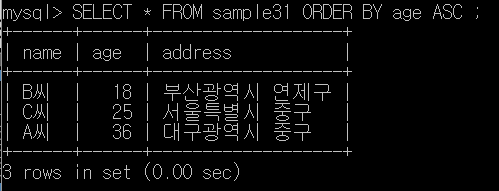 mysql> SELECT * FROM sample31 ORDER BY age ASC ;
+------+------+-------------------+
| name | age | address |
+------+------+-------------------+
| B씨 | 18 | 부산광역시 연제구 |
| C씨 | 25 | 서울특별시 중구 |
| A씨 | 36 | 대구광역시 중구 |
+------+------+-------------------+
3 rows in set (0.00 sec)